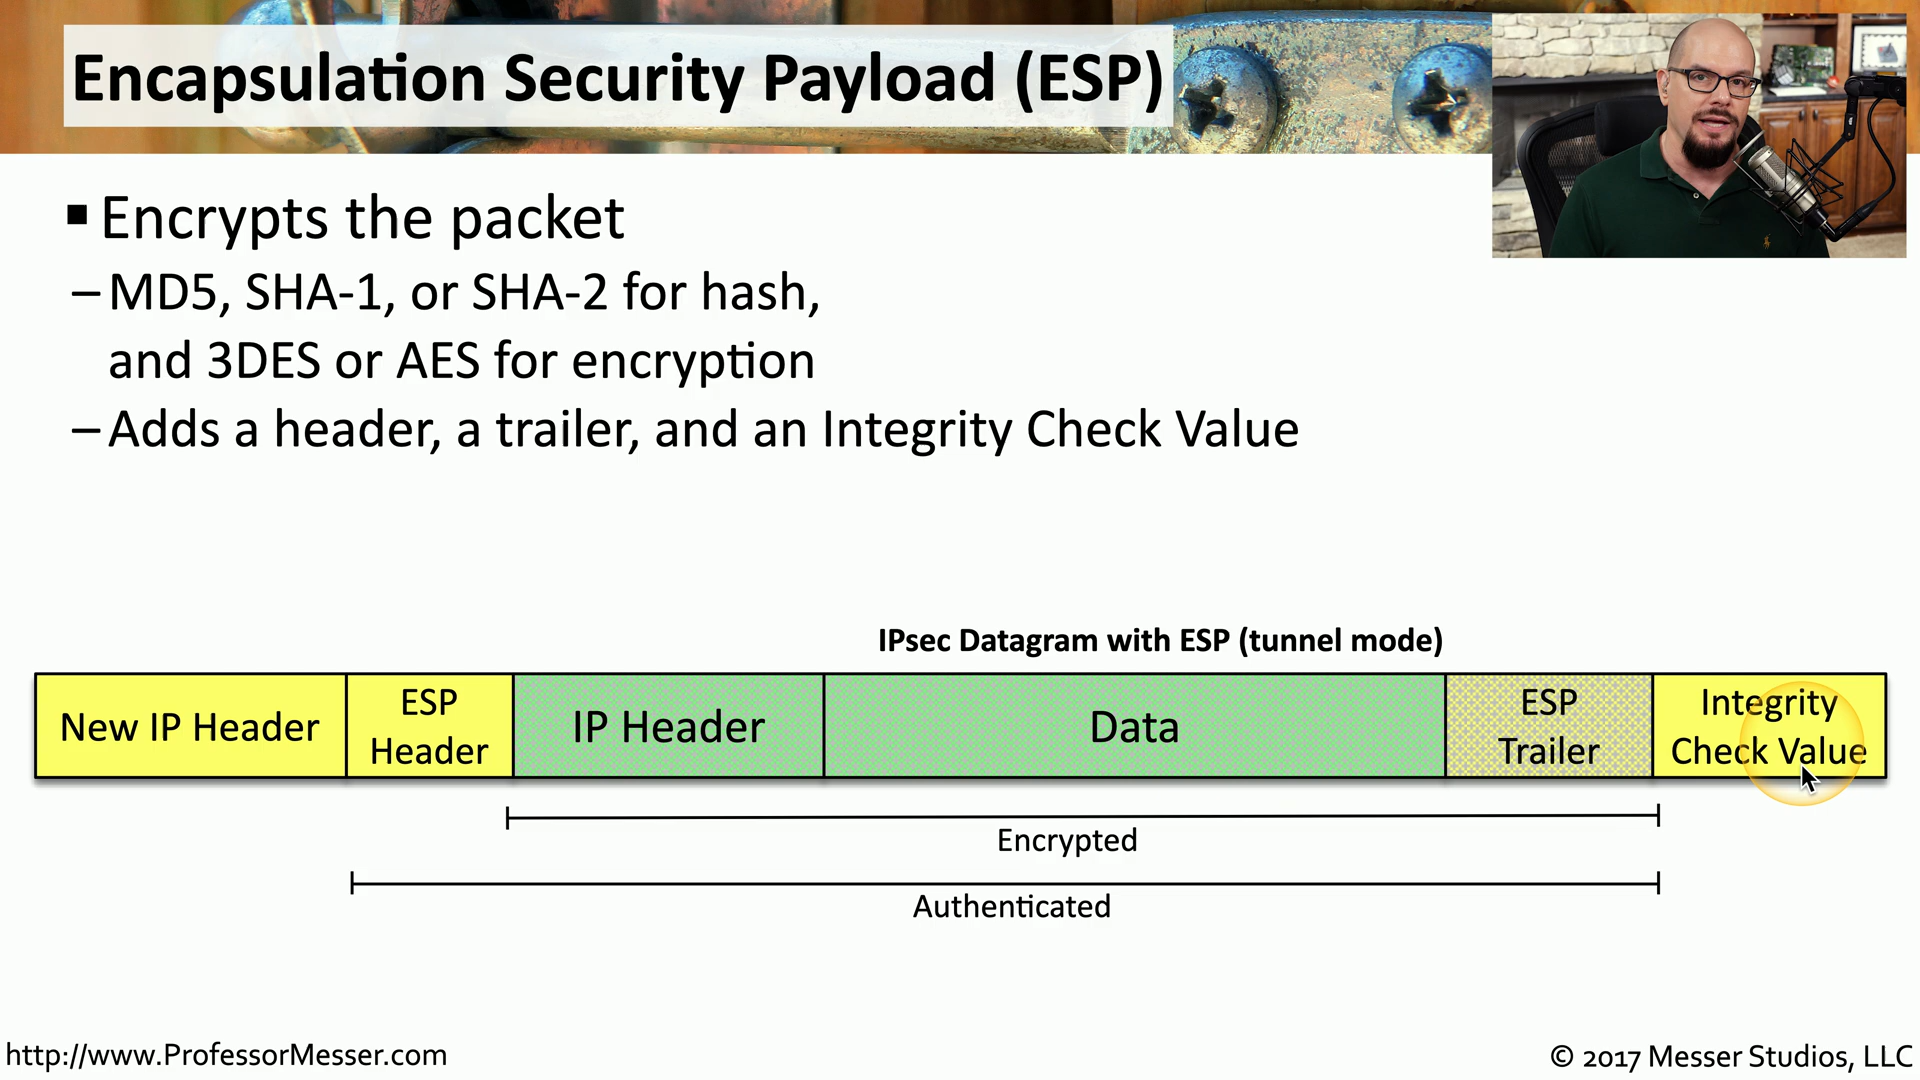 Encapsulation Security Payload (ESP)
▪ Encrypts the packet
– MD5, SHA-1, or SHA-2 for hash,
and 3DES or AES for encryption
– Adds a header, a trailer, and an Integrity Check Value
IPsec Datagram with ESP (tunnel mode)
New IP Header
ESP
Header
IP Header
Data
ESP
Trailer
Integrity
Check Value
Encrypted
Authenticated
http://www.ProfessorMesser.com
© 2017 Messer Studios, LLC